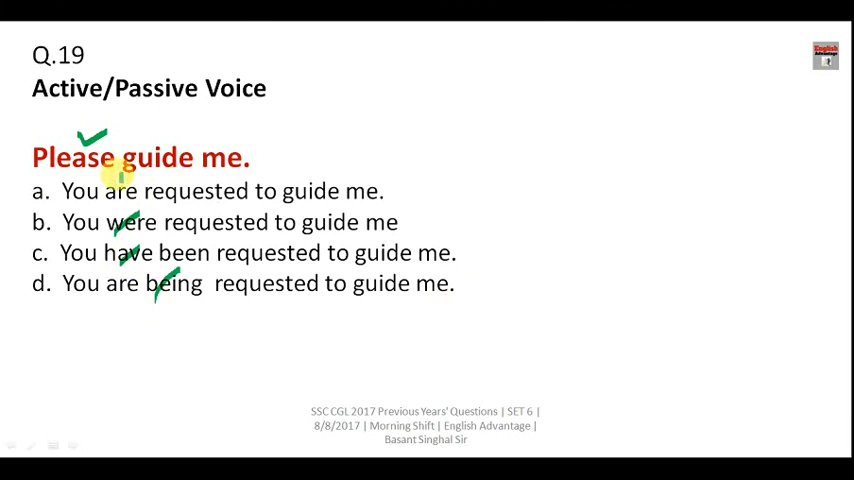 Q.19
Active/Passive Voice
English
Advantage
Please guide me.
a. You are requested to guide me.
b. You were requested to guide me
c. You have been requested to guide me.
d. You are being requested to guide me.
SSC CGL 2017 Previous Years' Questions | SET 6 |
8/8/2017 | Morning Shift | English Advantage |
Basant Singhal Sir